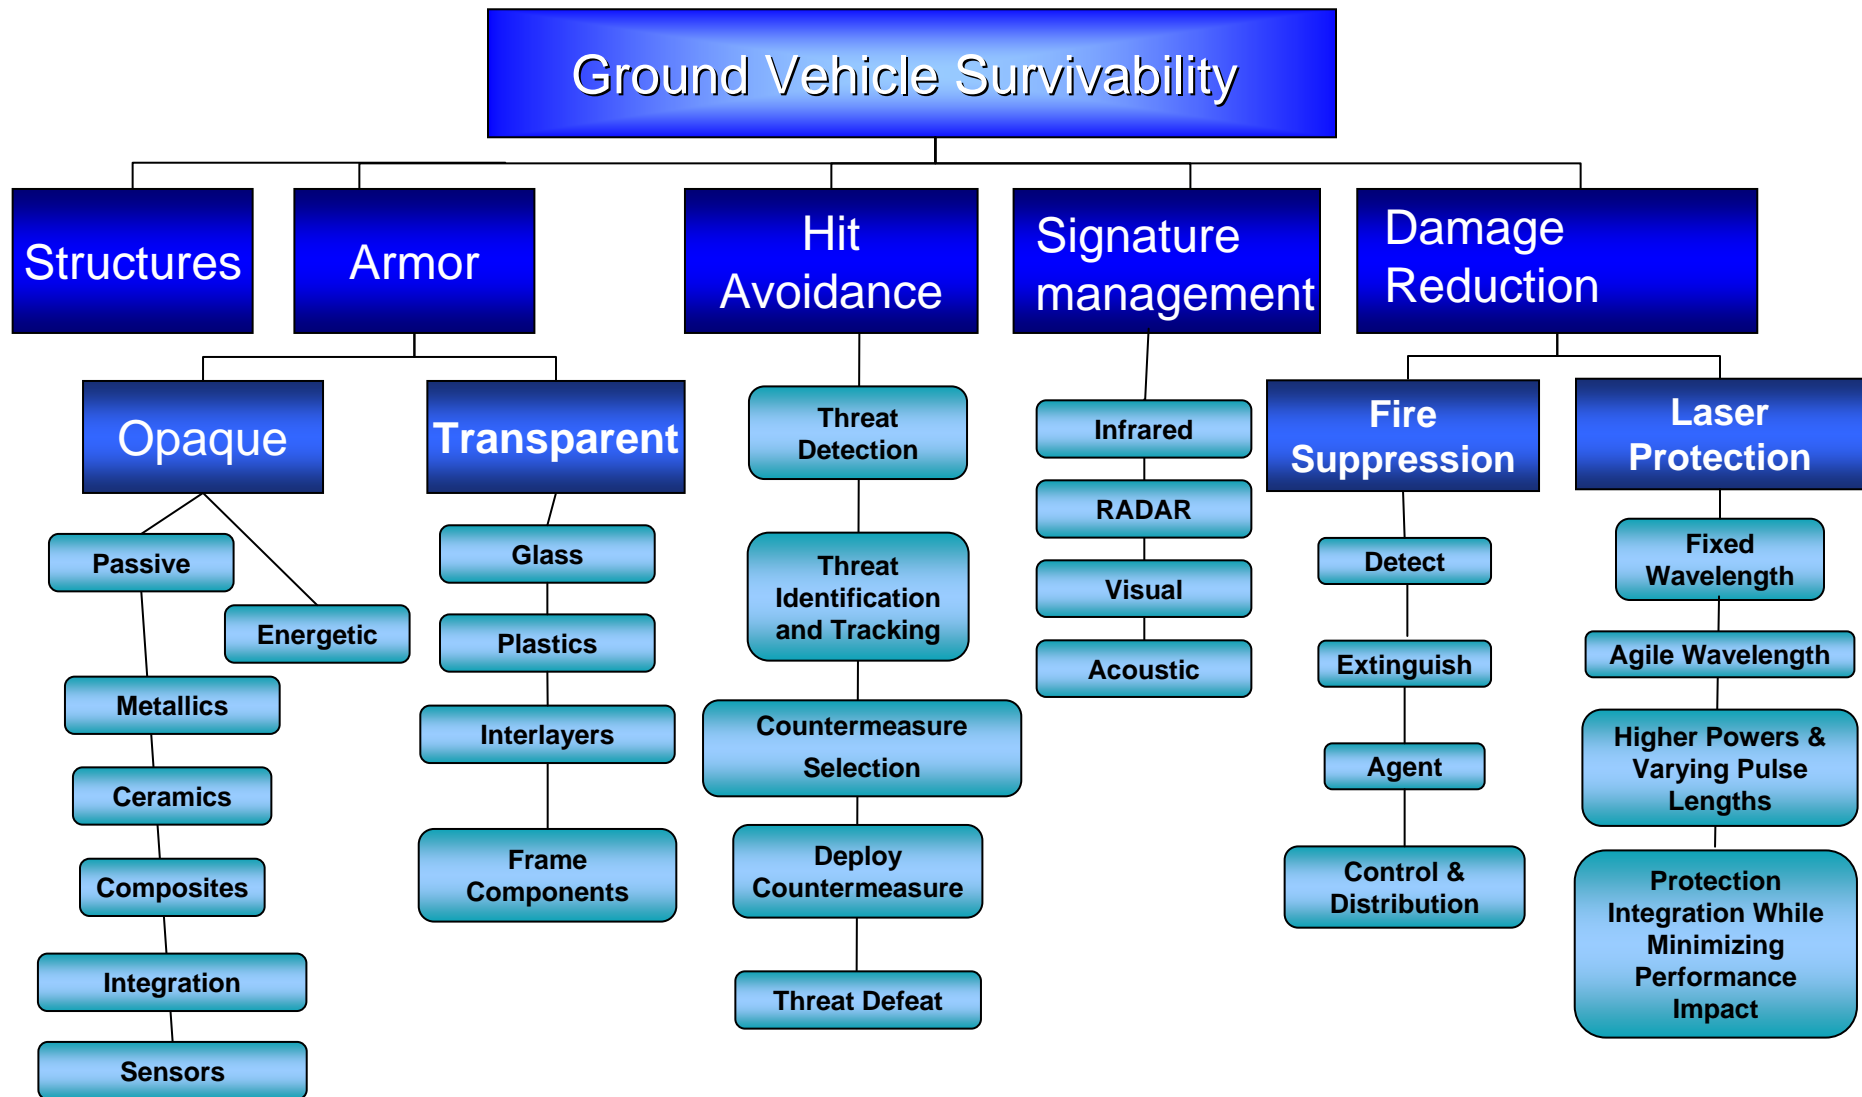 Ground Vehicle Survivability
Structures
Armor
Hit
Avoidance
Signature
management
Damage
Reduction
Opaque
Transparent
Passive
Energetic
Metallics
Ceramics
Composites
Integration
Sensors
Glass
Plastics
Interlayers
Frame
Components
Threat
Detection
Threat
Identification
and Tracking
Countermeasure
Selection
Deploy
Countermeasure
Threat Defeat
Infrared
RADAR
Visual
Acoustic
Fire
Suppression
Detect
Extinguish
Agent
Control &
Distribution
Laser
Protection
Fixed
Wavelength
Agile Wavelength
Higher Powers &
Varying Pulse
Lengths
Protection
Integration While
Minimizing
Performance
Impact